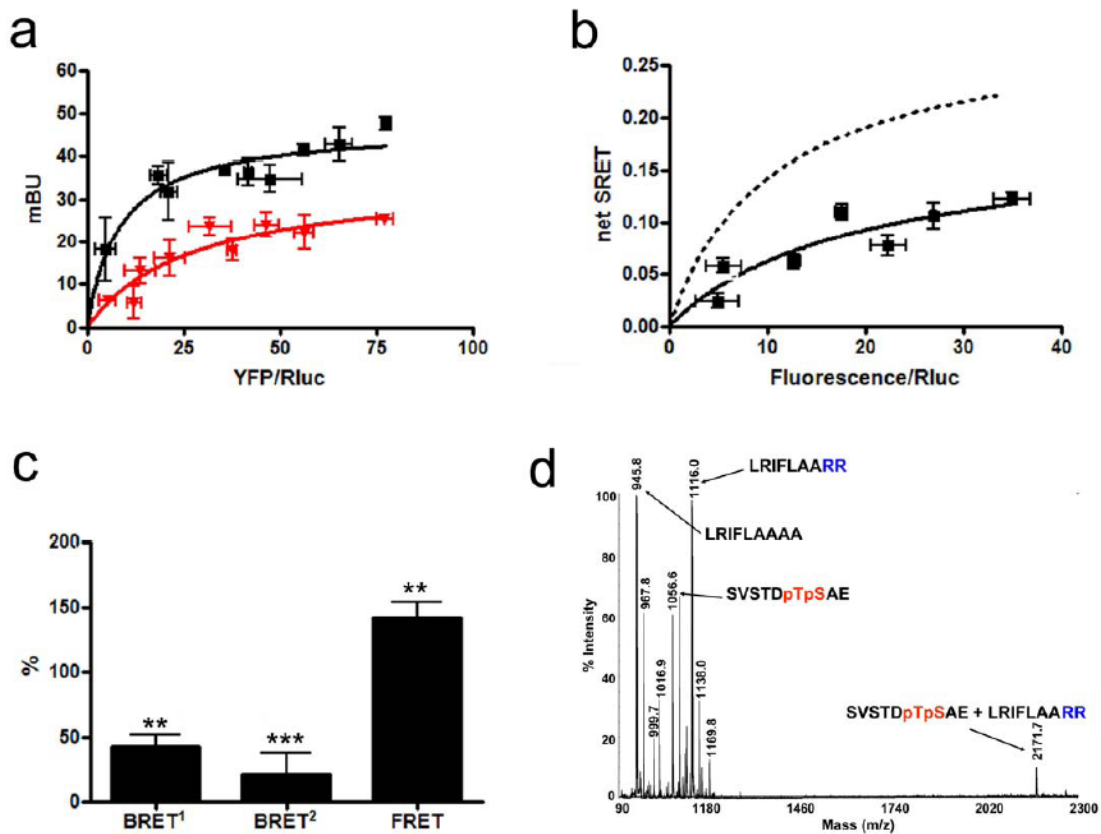 a
mBU
60
50
40
30
20
10
0
0 25 50 75 100
YFP/Rluc
b
net SRET
0.25
0.20
0.15
0.10
0.05
0.00
0 10 20 30 40
Fluorescence/Rluc
c
%
200
150
100
50
0
** *** **
BRET¹ BRET² FRET
d
% Intensity
100
80
60
40
20
0
945.8
967.8
999.7
1016.9
1056.6
1116.0
1138.0
1169.8
2171.7
LRIFLAARR
LRIFLAAAA
SVSTDpTpSAE
SVSTDpTpSAE + LRIFLAARR
90 1180 1460 1740 2020 2300
Mass (m/z)